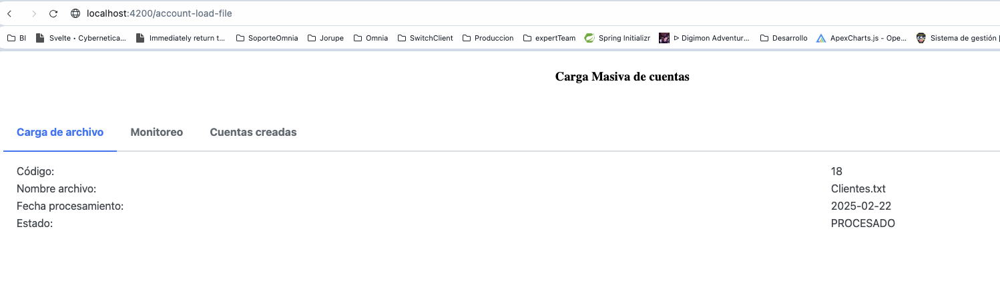 localhost:4200/account-load-file
BI Svelte • Cybernetica... Immediately return t... SoporteOmnia Jorupe Omnia SwitchClient Produccion expertTeam Spring Initializr ᐅ Digimon Adventur... Desarrollo ApexCharts.js - Ope... Sistema de gestión |
Carga Masiva de cuentas
Carga de archivo Monitoreo Cuentas creadas
Código: 18
Nombre archivo: Clientes.txt
Fecha procesamiento: 2025-02-22
Estado: PROCESADO